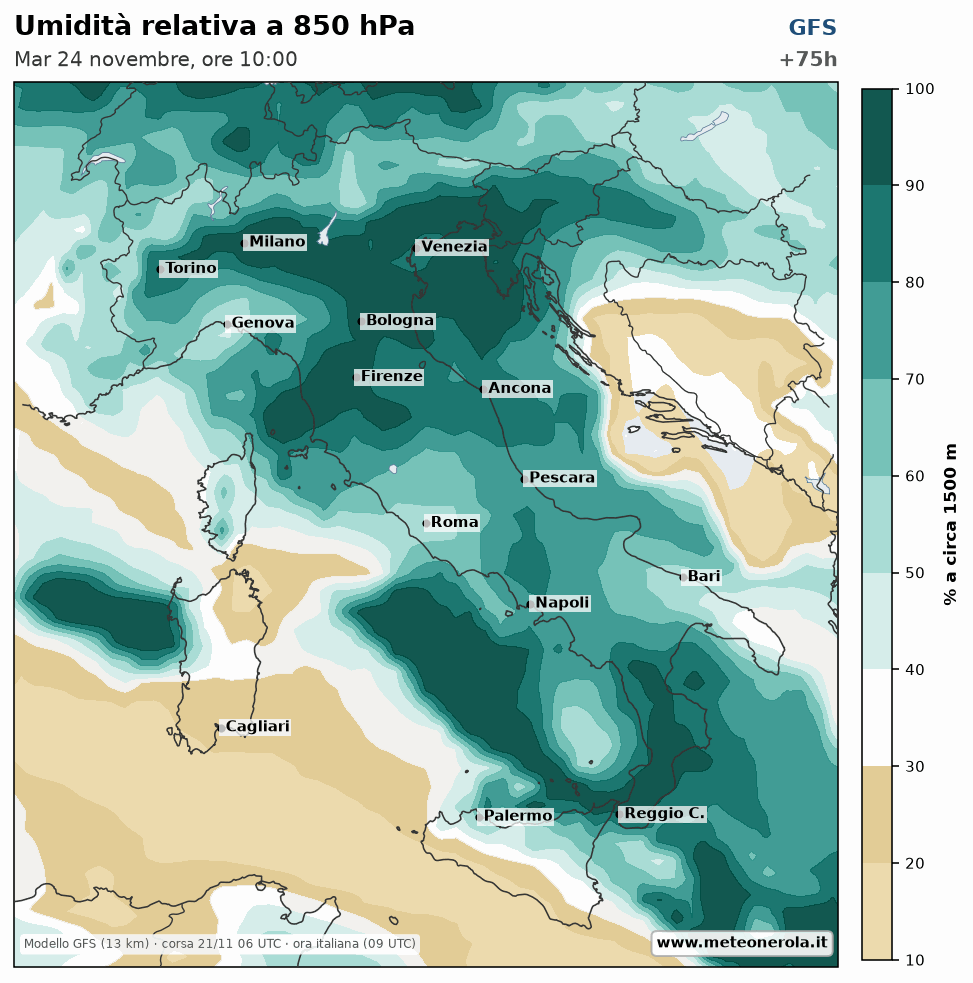 Umidità relativa a 850 hPa
GFS
Mar 24 novembre, ore 10:00
+75h
100
90
80
70
60
50
40
30
20
10
% a circa 1500 m
Milano
Venezia
Torino
Genova
Bologna
Firenze
Ancona
Pescara
Roma
Bari
Napoli
Cagliari
Palermo
Reggio C.
Modello GFS (13 km) · corsa 21/11 06 UTC · ora italiana (09 UTC)
www.meteonerola.it